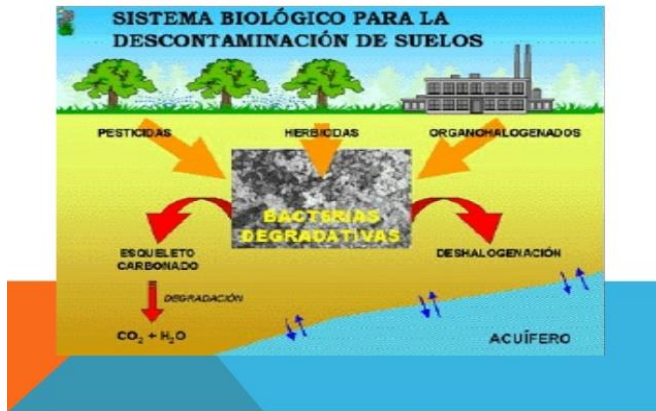 SISTEMA BIOLÓGICO PARA LA
DESCONTAMINACIÓN DE SUELOS
PESTICIDAS
HERBICIDAS
ORGANOHALOGENADOS
BACTERIAS
DEGRADATIVAS
ESQUELETO
CARBONADO
DESHALOGENACIÓN
DEGRADACIÓN
CO₂ + H₂O
ACUÍFERO